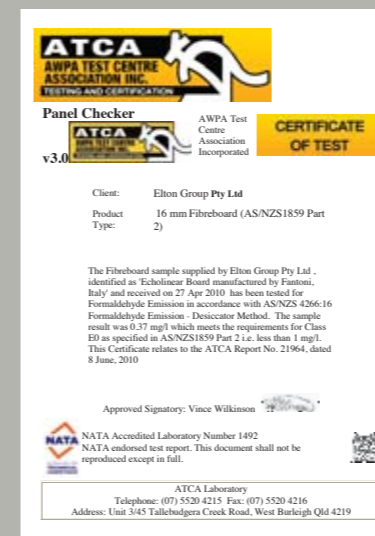 ATCA
AWPA TEST CENTRE
ASSOCIATION INC.
TESTING AND CERTIFICATION
Panel Checker
v3.0
ATCA
AWPA TEST CENTRE
ASSOCIATION INC.
AWPA Test
Centre
Association
Incorporated
CERTIFICATE
OF TEST
Client: Elton Group Pty Ltd
Product Type: 16 mm Fibreboard (AS/NZS1859 Part
2)
The Fibreboard sample supplied by Elton Group Pty Ltd ,
identified as 'Echolinear Board manufactured by Fantoni,
Italy' and received on 27 Apr 2010 has been tested for
Formaldehyde Emission in accordance with AS/NZS 4266:16
Formaldehyde Emission - Desiccator Method. The sample
result was 0.37 mg/l which meets the requirements for Class
E0 as specified in AS/NZS1859 Part 2 i.e. less than 1 mg/l.
This Certificate relates to the ATCA Report No. 21964, dated
8 June, 2010
Approved Signatory: Vince Wilkinson
NATA
NATA Accredited Laboratory Number 1492
NATA endorsed test report. This document shall not be
reproduced except in full.
ATCA Laboratory
Telephone: (07) 5520 4215 Fax: (07) 5520 4216
Address: Unit 3/45 Tallebudgera Creek Road, West Burleigh Qld 4219